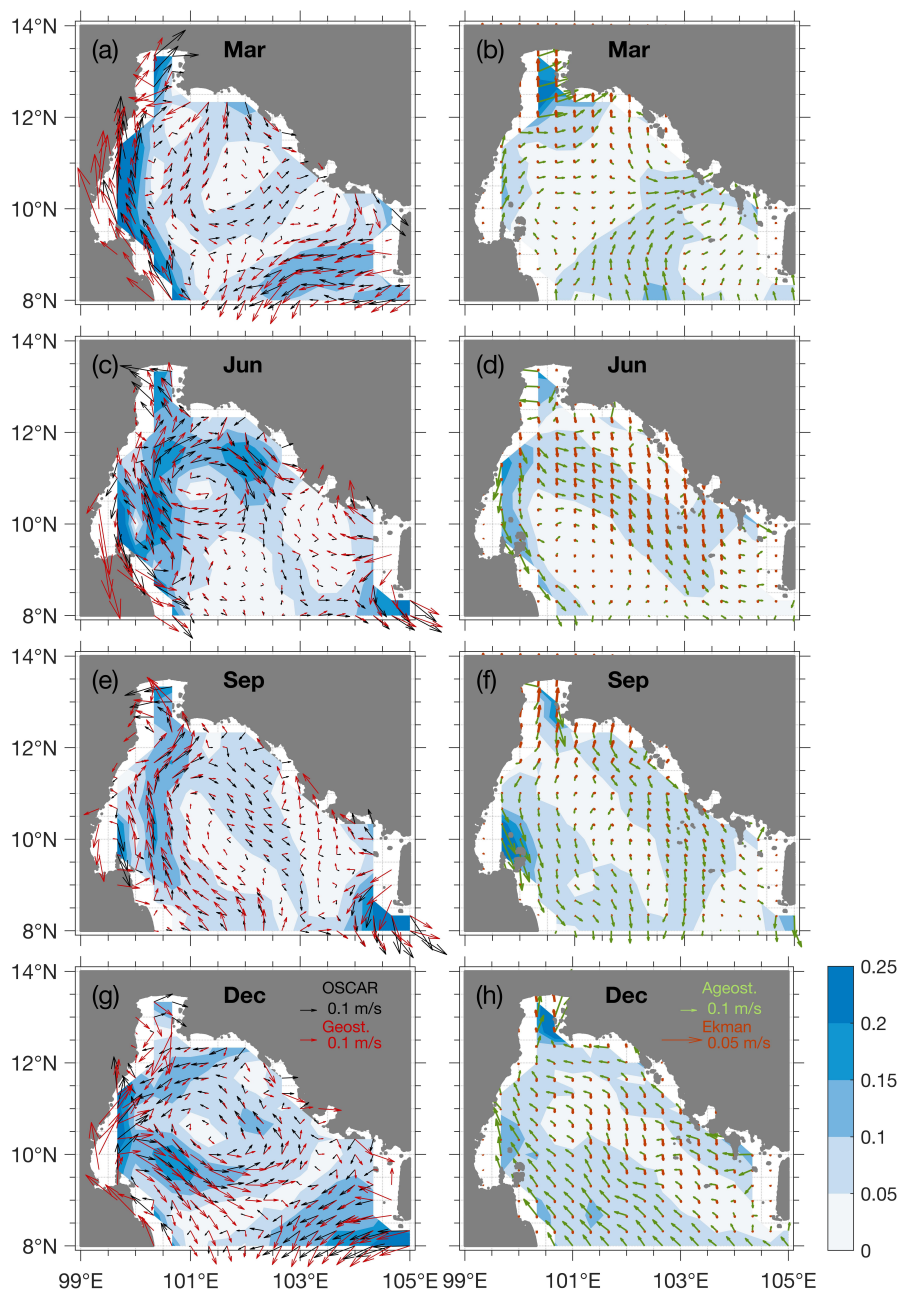 14°N
(a) Mar
(b) Mar
12°N
10°N
8°N
14°N
(c) Jun
(d) Jun
12°N
10°N
8°N
14°N
(e) Sep
(f) Sep
12°N
10°N
8°N
14°N
(g) Dec
OSCAR
0.1 m/s
Geost.
0.1 m/s
(h) Dec
Ageost.
0.1 m/s
Ekman
0.05 m/s
12°N
10°N
8°N
99°E 101°E 103°E 105°E
99°E 101°E 103°E 105°E
0.25
0.2
0.15
0.1
0.05
0